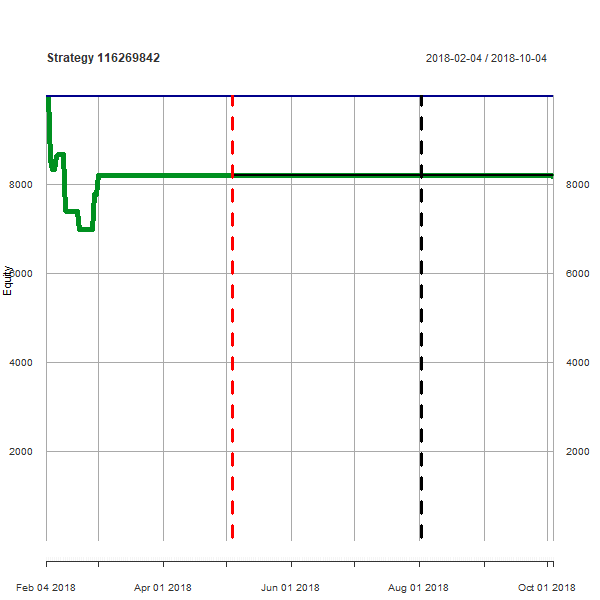 Strategy 116269842
2018-02-04 / 2018-10-04
8000
8000
6000
6000
Equity
4000
4000
2000
2000
Feb 04 2018
Apr 01 2018
Jun 01 2018
Aug 01 2018
Oct 01 2018